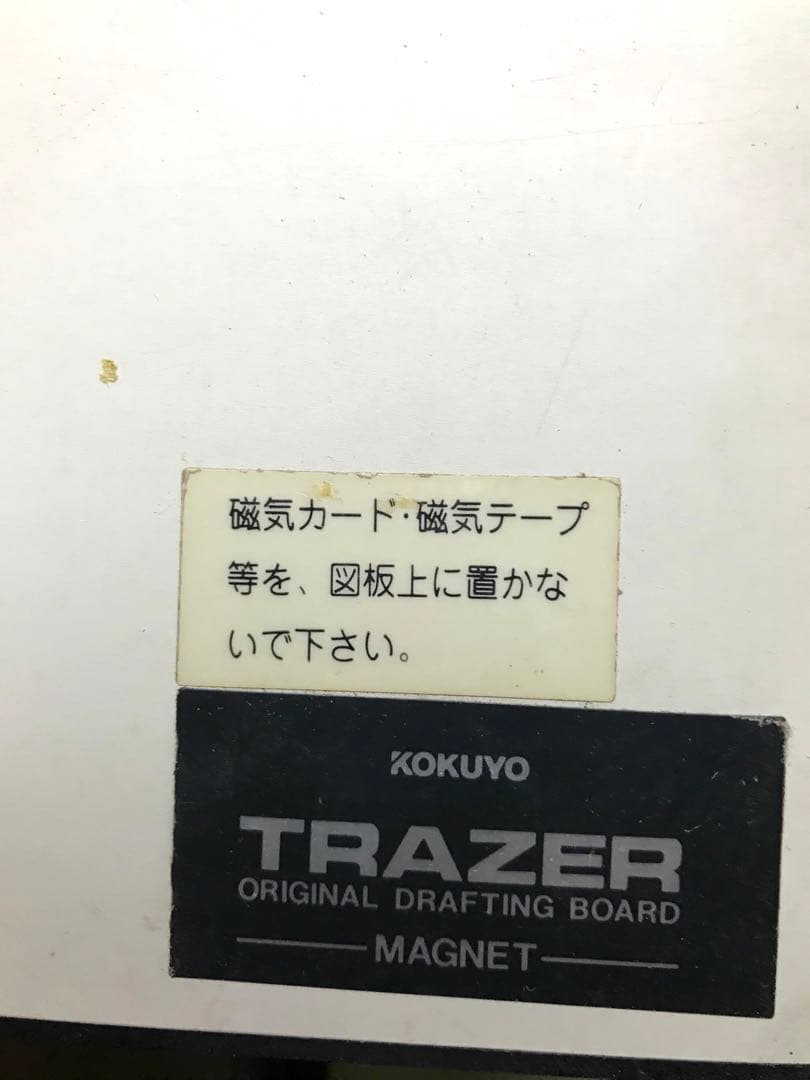 磁気カード・磁気テープ
等を、図板上に置かな
いで下さい。
KOKUYO
TRAZER
ORIGINAL DRAFTING BOARD
MAGNET